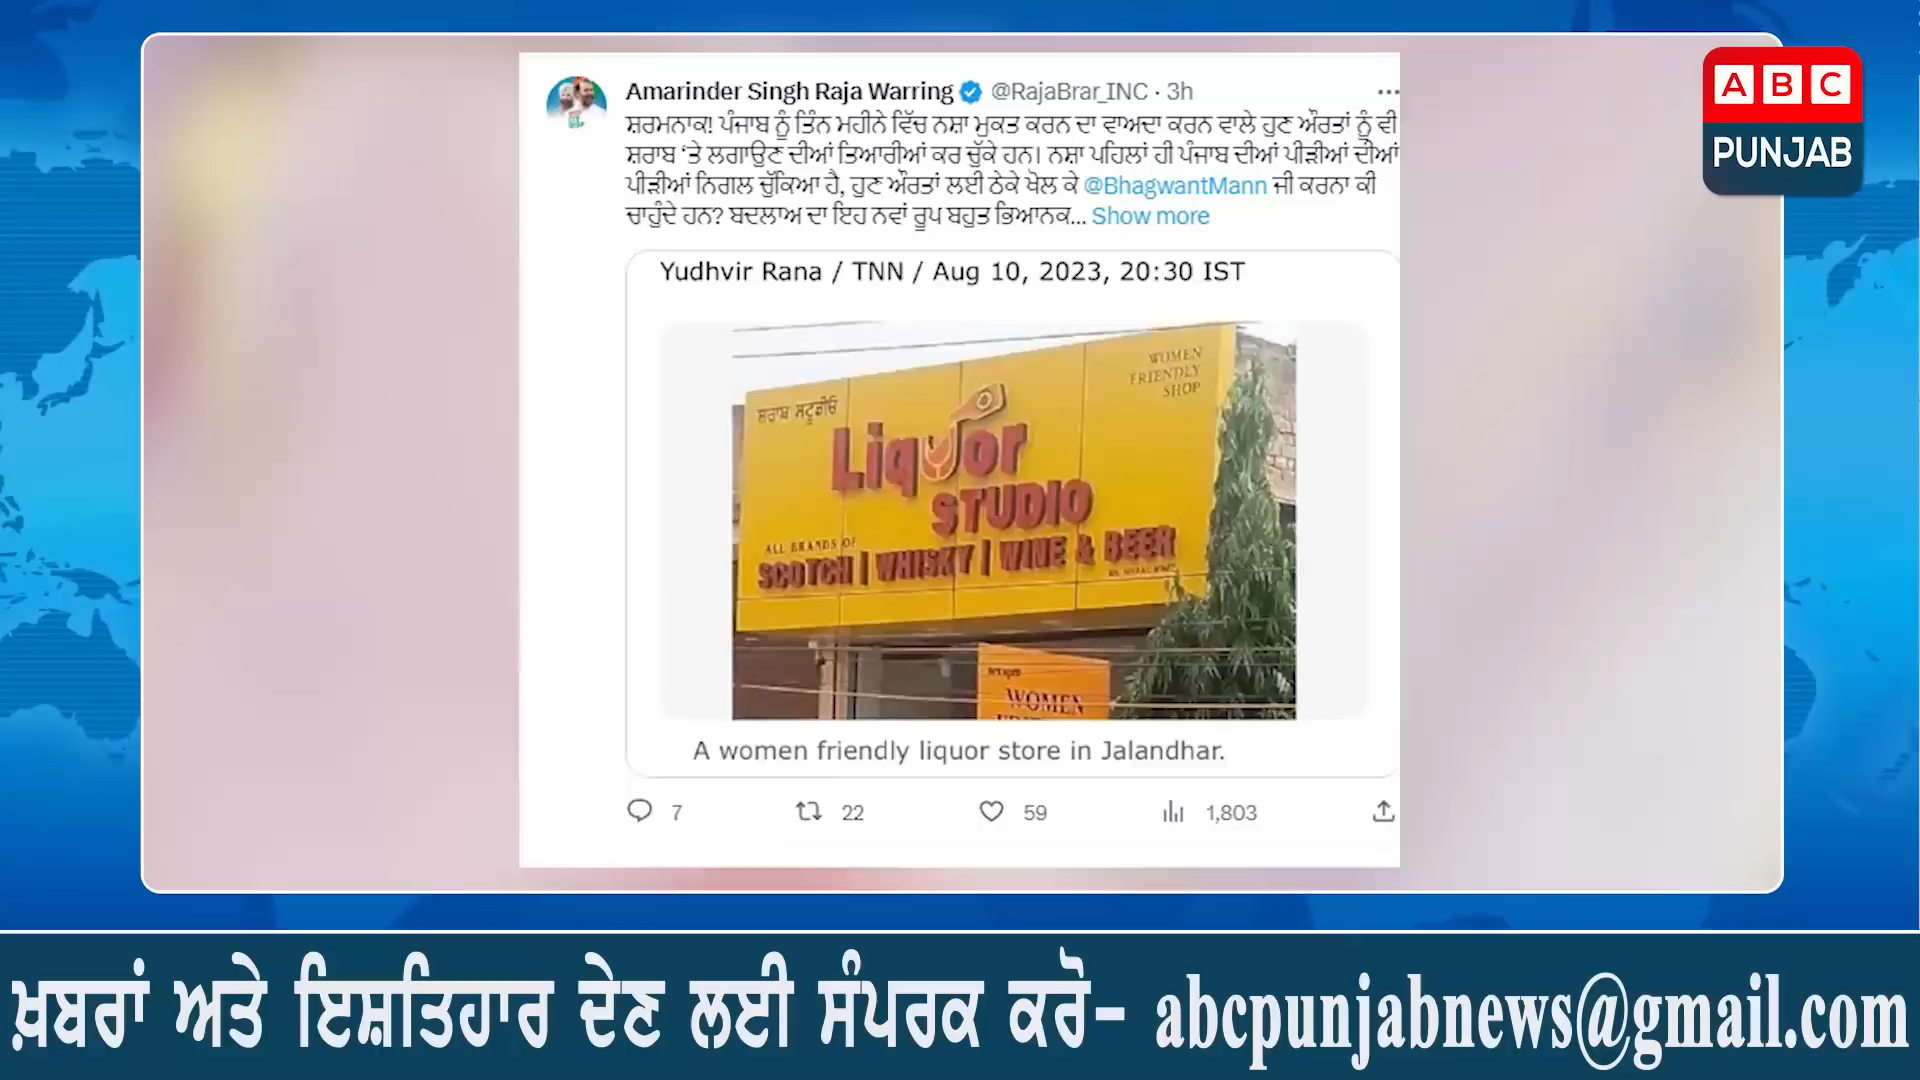 Amarinder Singh Raja Warring @RajaBrar_INC · 3h
ਸ਼ਰਮਨਾਕ! ਪੰਜਾਬ ਨੂੰ ਤਿੰਨ ਮਹੀਨੇ ਵਿੱਚ ਨਸ਼ਾ ਮੁਕਤ ਕਰਨ ਦਾ ਵਾਅਦਾ ਕਰਨ ਵਾਲੇ ਹੁਣ ਔਰਤਾਂ ਨੂੰ ਵੀ
ਸ਼ਰਾਬ ‘ਤੇ ਲਗਾਉਣ ਦੀਆਂ ਤਿਆਰੀਆਂ ਕਰ ਚੁੱਕੇ ਹਨ। ਨਸ਼ਾ ਪਹਿਲਾਂ ਹੀ ਪੰਜਾਬ ਦੀਆਂ ਪੀੜੀਆਂ ਦੀਆਂ
ਪੀੜੀਆਂ ਨਿਗਲ ਚੁੱਕਿਆ ਹੈ, ਹੁਣ ਔਰਤਾਂ ਲਈ ਠੇਕੇ ਖੋਲ ਕੇ @BhagwantMann ਜੀ ਕਰਨਾ ਕੀ
ਚਾਹੁੰਦੇ ਹਨ? ਬਦਲਾਅ ਦਾ ਇਹ ਨਵਾਂ ਰੂਪ ਬਹੁਤ ਭਿਆਨਕ... Show more
Yudhvir Rana / TNN / Aug 10, 2023, 20:30 IST
WOMEN
FRIENDLY
SHOP
ਸ਼ਰਾਬ ਸਟੂਡੀਓ
Liquor
STUDIO
ALL BRANDS OF
SCOTCH | WHISKY | WINE & BEER
WOMEN
A women friendly liquor store in Jalandhar.
7 22 59 1,803
ABC
PUNJAB
ਖ਼ਬਰਾਂ ਅਤੇ ਇਸ਼ਤਿਹਾਰ ਦੇਣ ਲਈ ਸੰਪਰਕ ਕਰੋ- abcpunjabnews@gmail.com